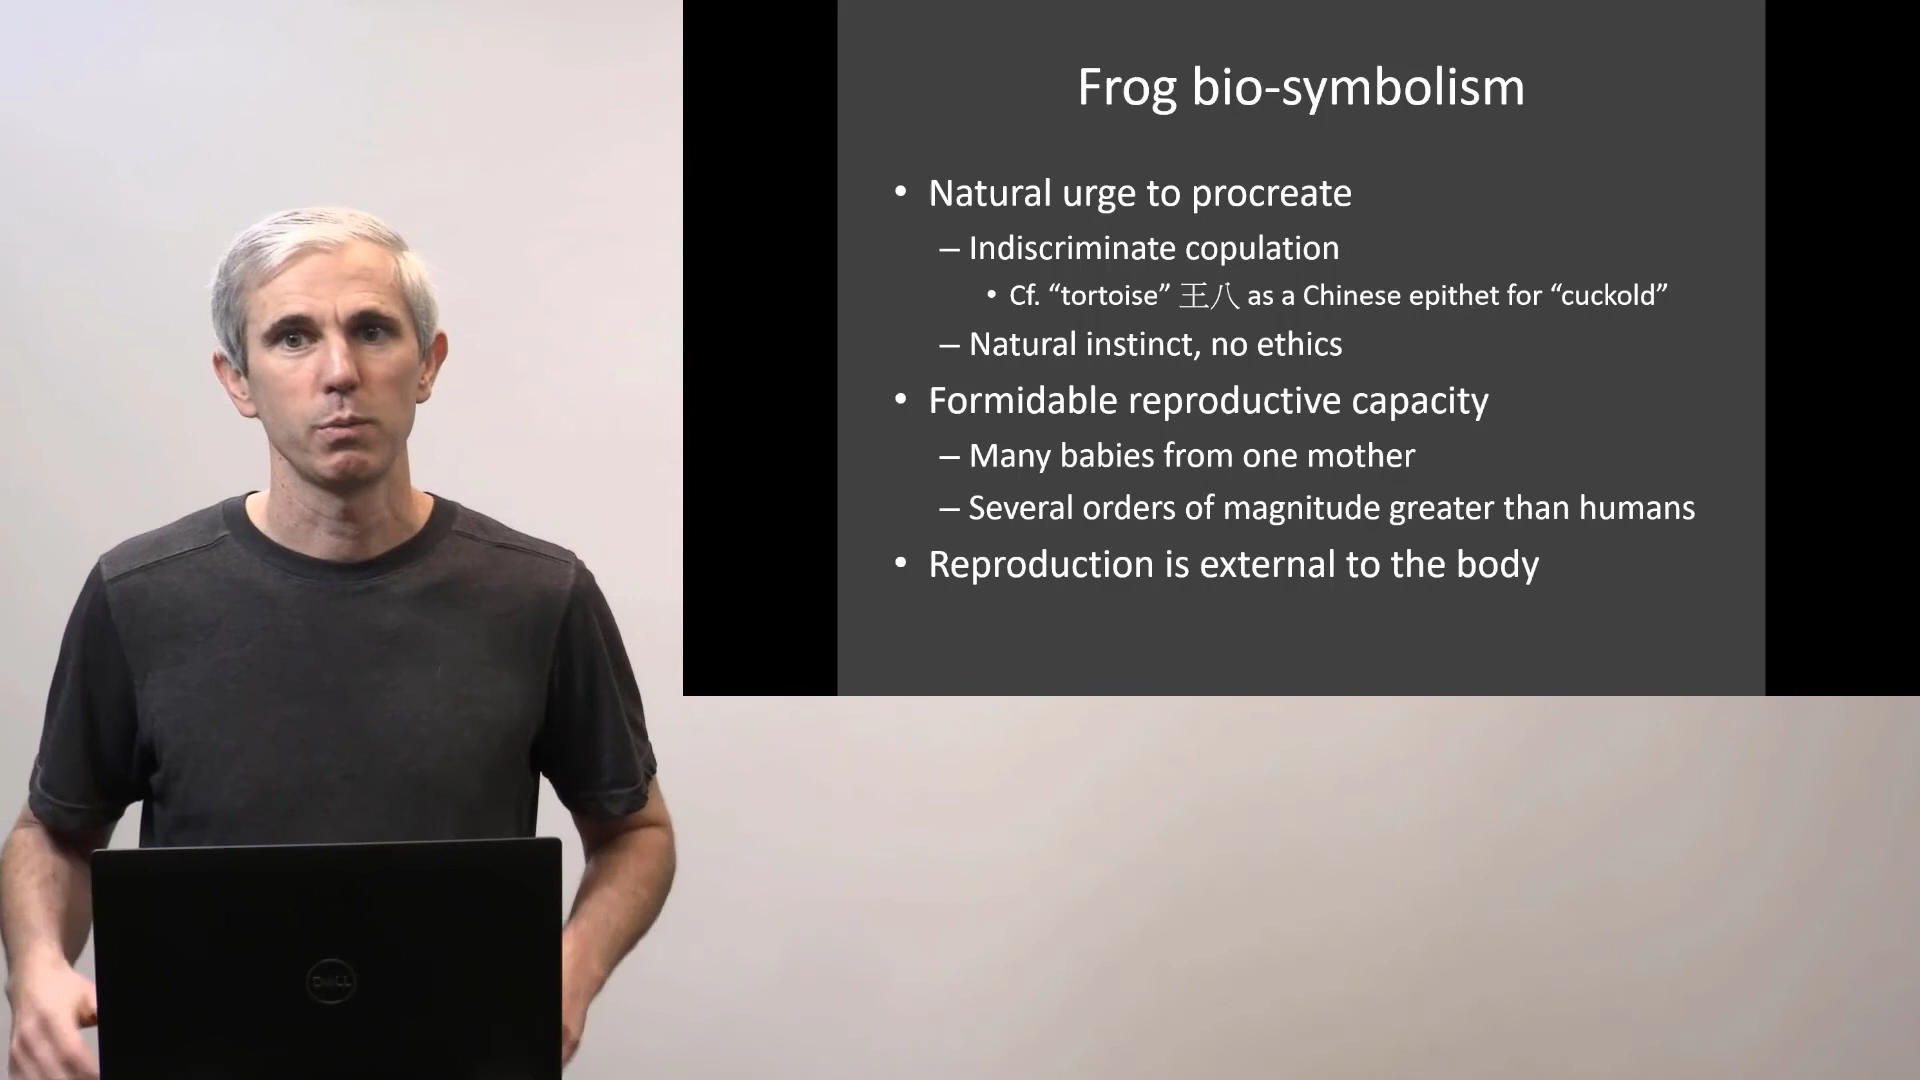 Frog bio-symbolism
• Natural urge to procreate
– Indiscriminate copulation
• Cf. “tortoise” 王八 as a Chinese epithet for “cuckold”
– Natural instinct, no ethics
• Formidable reproductive capacity
– Many babies from one mother
– Several orders of magnitude greater than humans
• Reproduction is external to the body
DELL